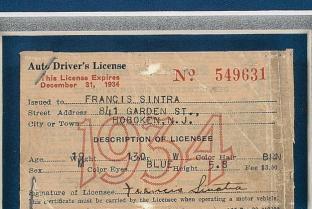 Auto Driver's License
This License Expires
December 31, 1934
No 549631
Issued to FRANCIS SINTRA
Street Address 841 GARDEN ST.,
City or Town HOBOKEN, N.J.
1934
DESCRIPTION OF LICENSEE
Age 19 Weight 130 W Color Hair BRN
Sex Color Eyes BLUE Height 5.8 Fee $3.00
Signature of Licensee Francis Sinatra
This certificate must be carried by the Licensee when operating a motor vehicle.